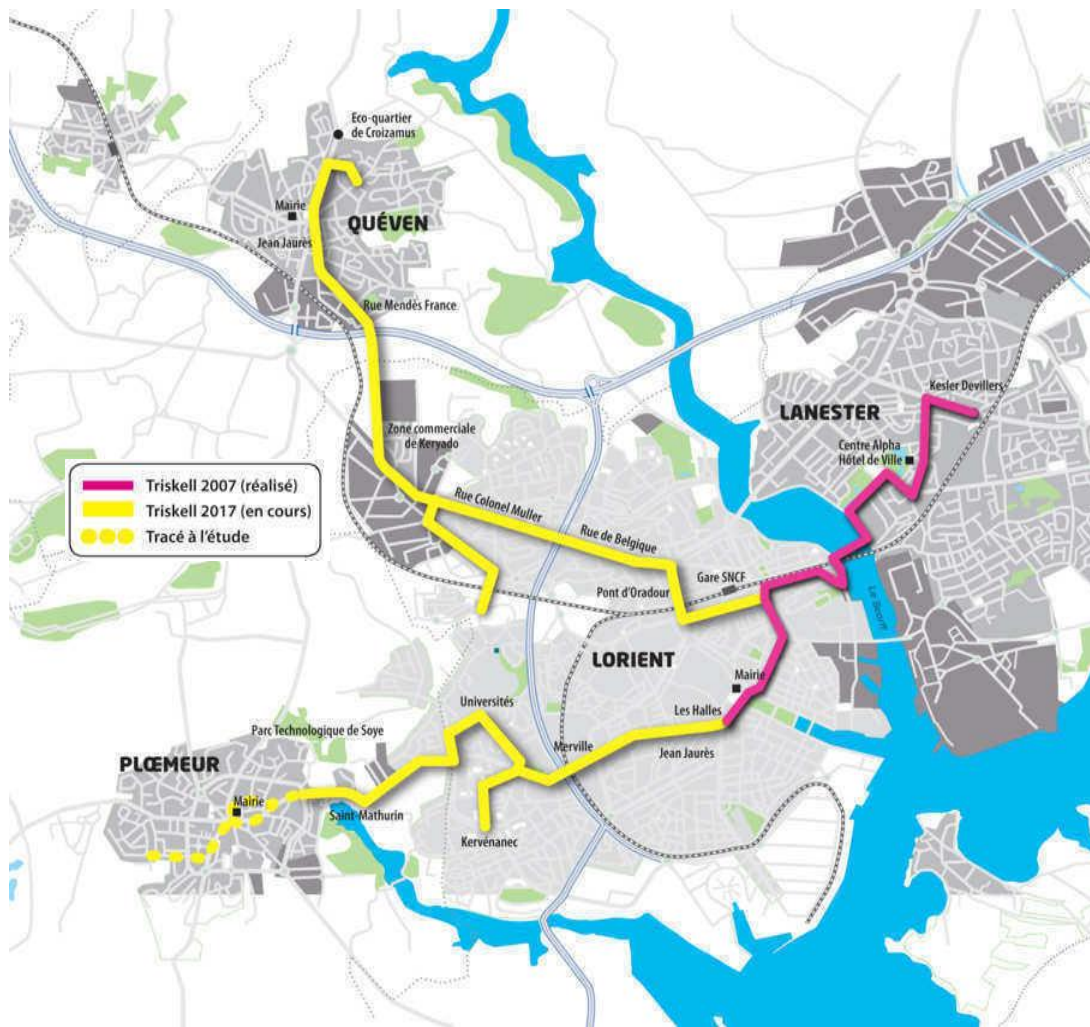 Eco-quartier
de Croizamus
Mairie
QUÉVEN
Jean Jaurès
Rue Mendès France
Kesler Devillers
LANESTER
Zone commerciale
de Keryado
Centre Alpha
Hôtel de Ville
Triskell 2007 (réalisé)
Triskell 2017 (en cours)
Tracé à l'étude
Rue Colonel Muller
Rue de Belgique
Gare SNCF
Pont d'Oradour
Le Scorff
LORIENT
Mairie
Universités
Les Halles
Parc Technologique de Soye
Merville
Jean Jaurès
PLŒMEUR
Mairie
Saint-Mathurin
Kervénanec